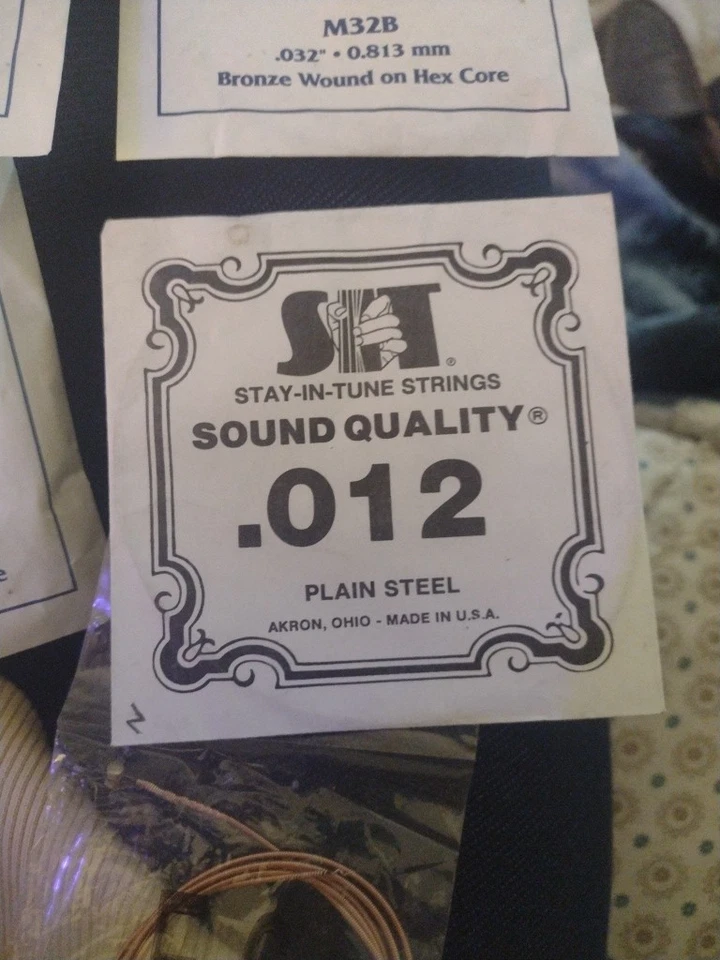 M32B
.032" • 0.813 mm
Bronze Wound on Hex Core
SIT®
STAY-IN-TUNE STRINGS
SOUND QUALITY®
.012
PLAIN STEEL
AKRON, OHIO - MADE IN U.S.A.
N